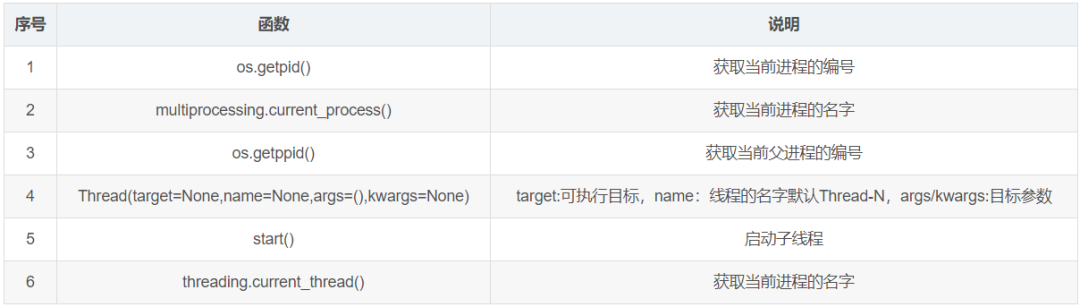 序号 函数 说明
1 os.getpid() 获取当前进程的编号
2 multiprocessing.current_process() 获取当前进程的名字
3 os.getppid() 获取当前父进程的编号
4 Thread(target=None,name=None,args=(),kwargs=None) target:可执行目标，name：线程的名字默认Thread-N，args/kwargs:目标参数
5 start() 启动子线程
6 threading.current_thread() 获取当前进程的名字